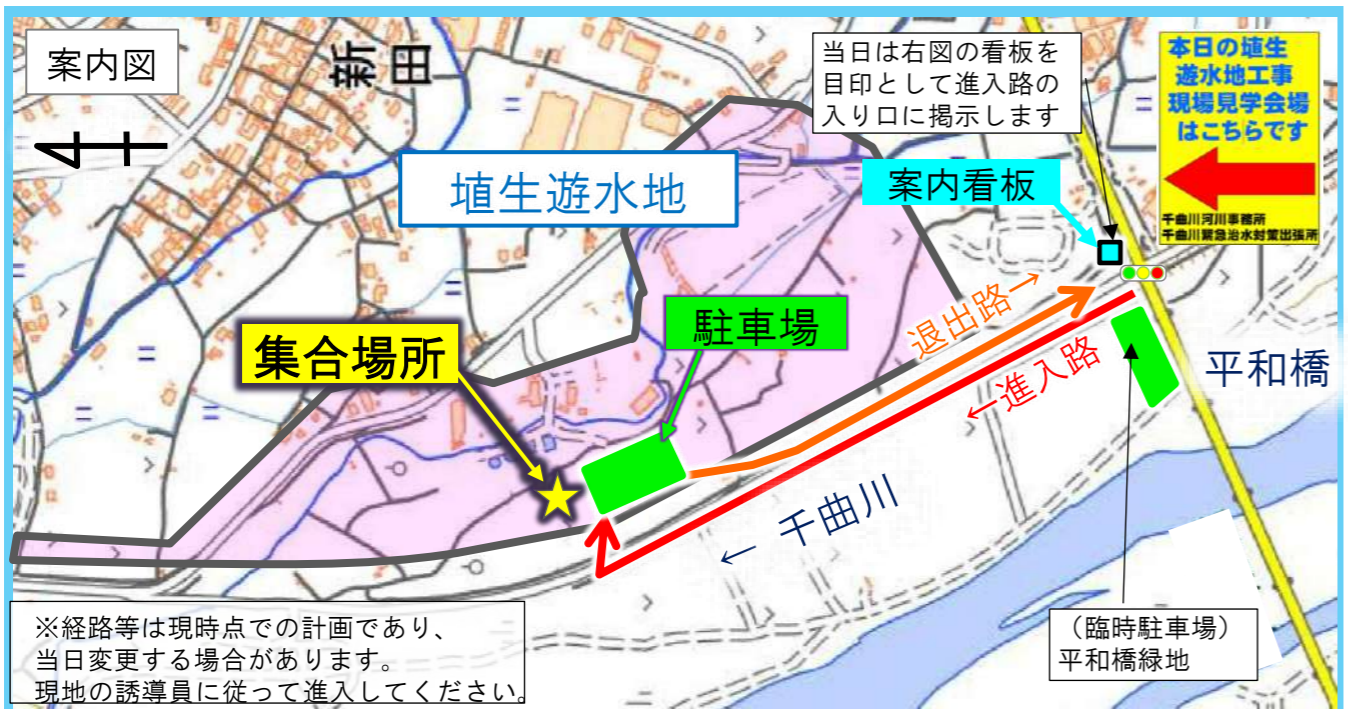 案内図
新田
当日は右図の看板を
目印として進入路の
入り口に掲示します
本日の埴生
遊水地工事
現場見学会場
はこちらです
千曲川河川事務所
千曲川緊急治水対策出張所
埴生遊水地
案内看板
駐車場
集合場所
退出路→
←進入路
平和橋
← 千曲川
(臨時駐車場)
平和橋緑地
※経路等は現時点での計画であり、
当日変更する場合があります。
現地の誘導員に従って進入してください。